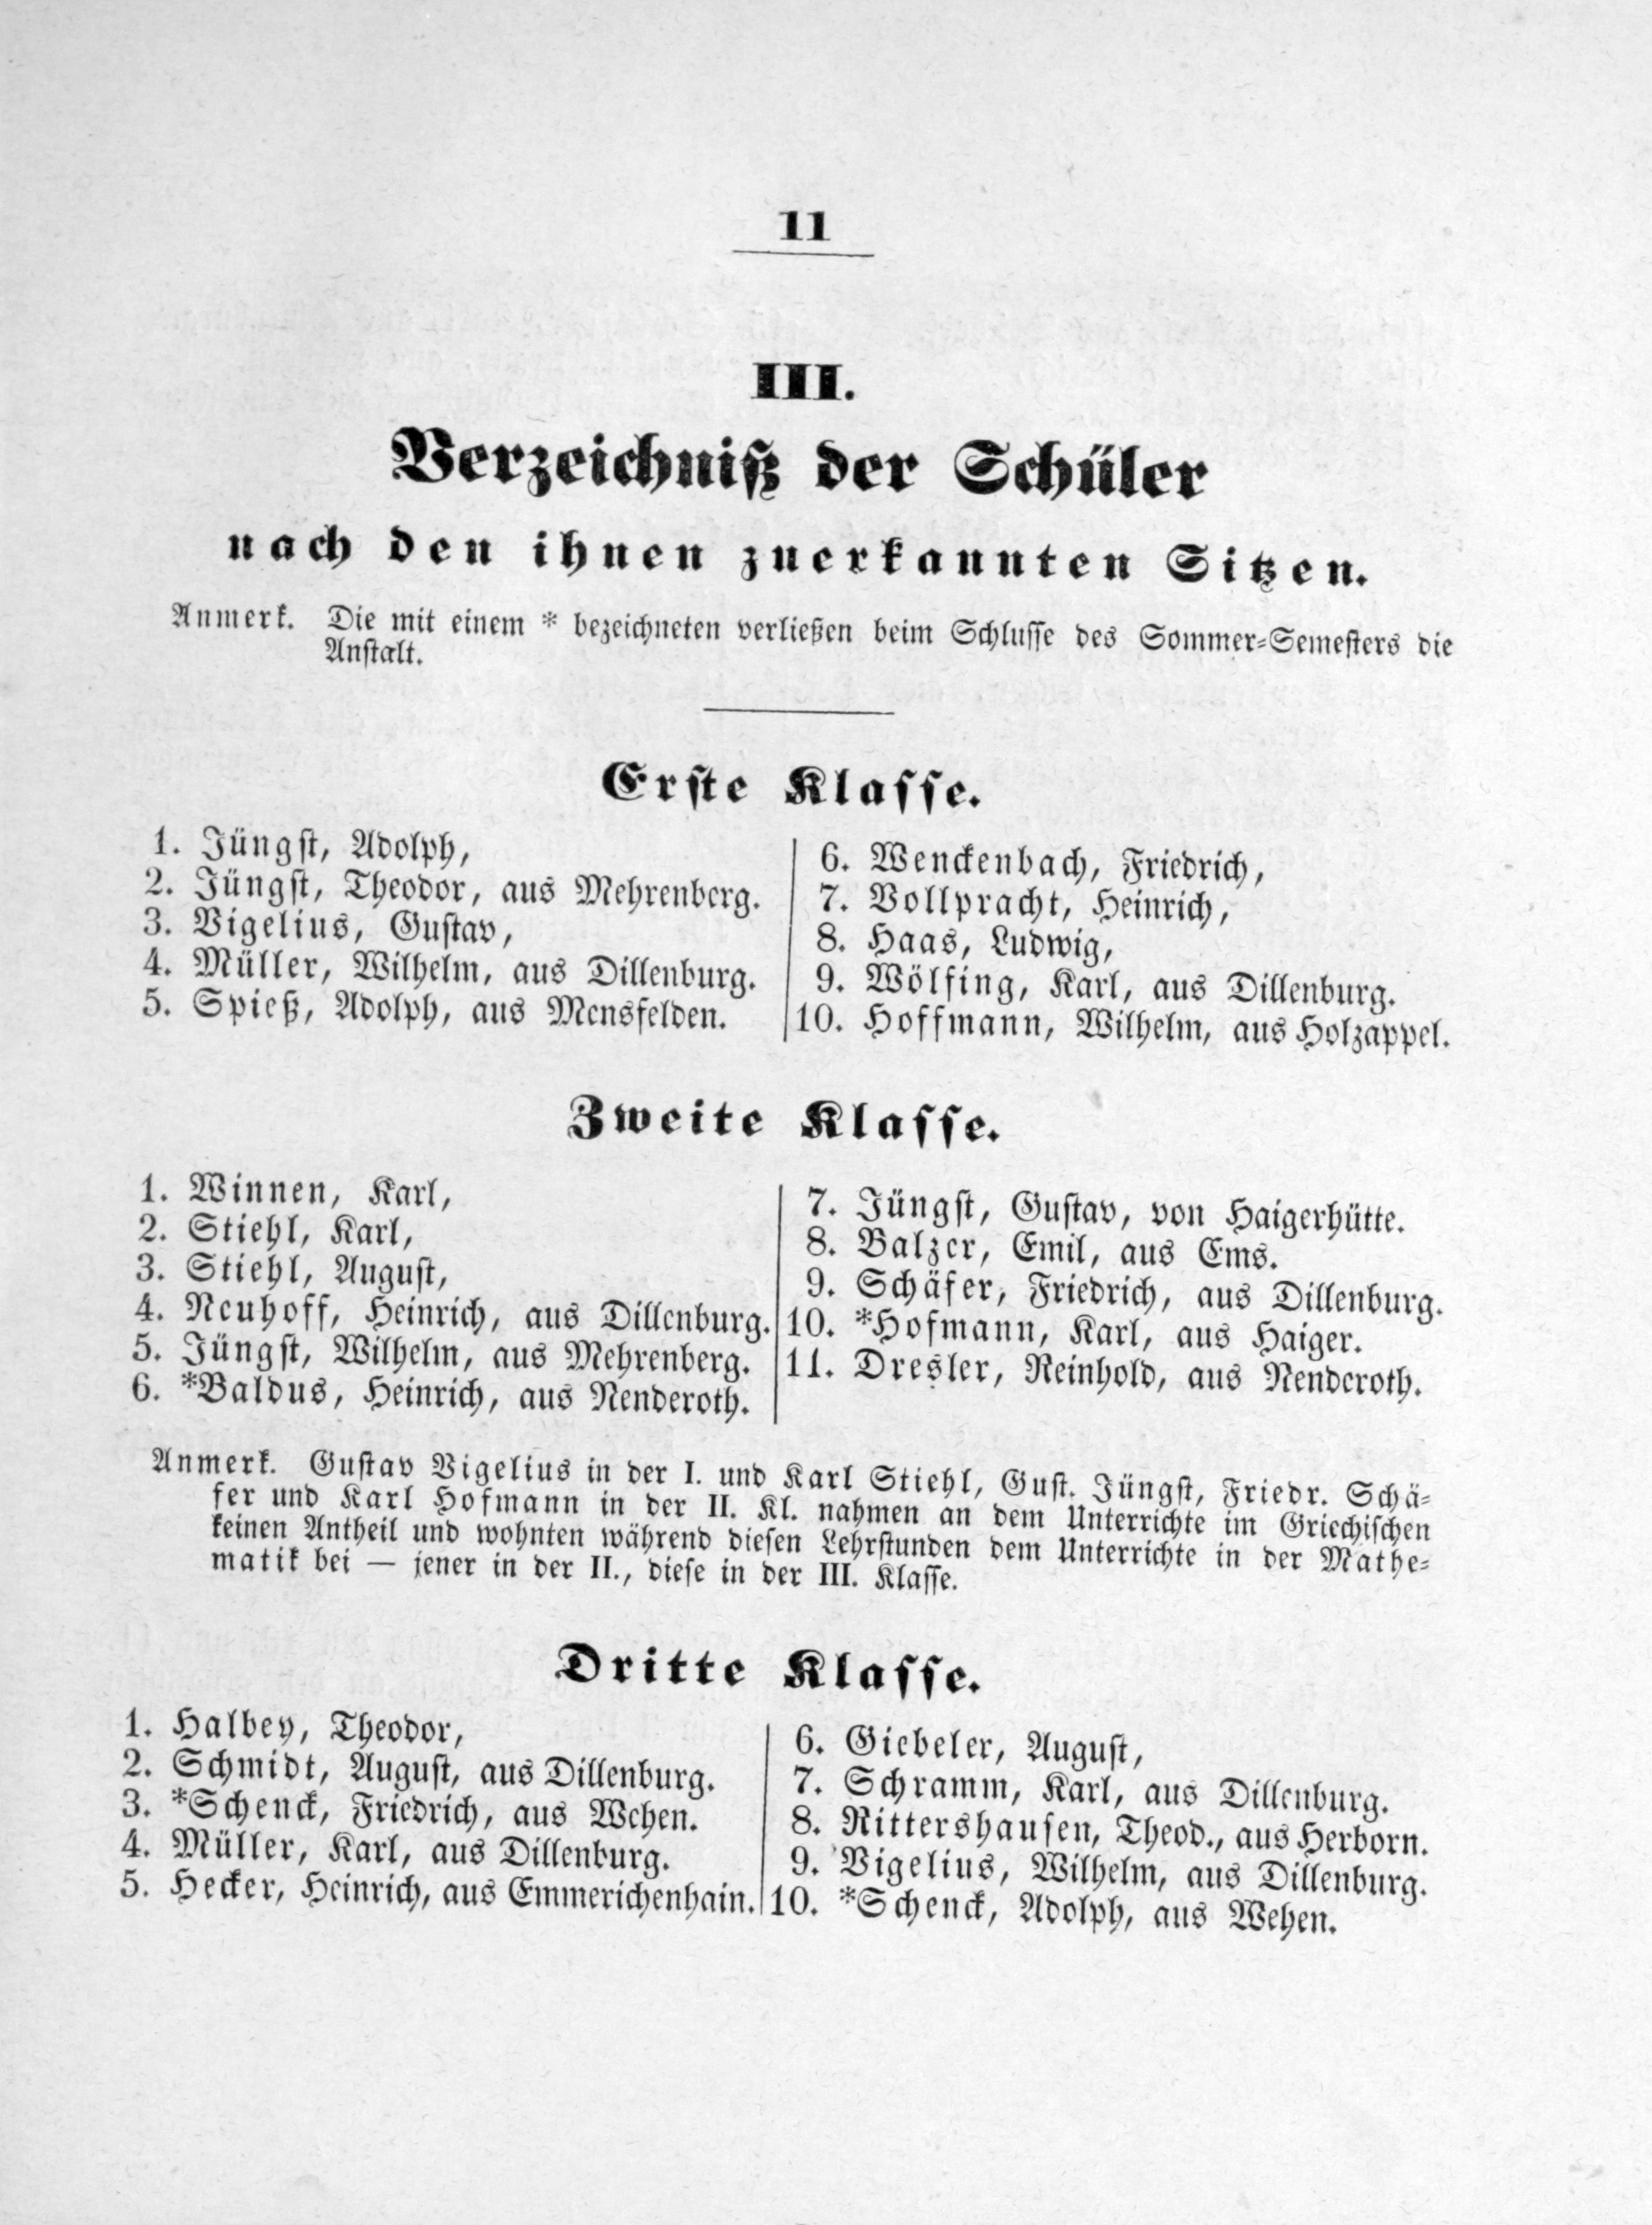 11
III.
Verzeichniß der Schüler
nach den ihnen zuerkannten Sitzen.
Anmerk. Die mit einem * bezeichneten verließen beim Schlusse des Sommer-Semesters die
Anstalt.
Erste Klasse.
1. Jüngst, Adolph,
2. Jüngst, Theodor, aus Mehrenberg.
3. Vigelius, Gustav,
4. Müller, Wilhelm, aus Dillenburg.
5. Spieß, Adolph, aus Mensfelden.
6. Wenckenbach, Friedrich,
7. Vollpracht, Heinrich,
8. Haas, Ludwig,
9. Wölfing, Karl, aus Dillenburg.
10. Hoffmann, Wilhelm, aus Holzappel.
Zweite Klasse.
1. Winnen, Karl,
2. Stiehl, Karl,
3. Stiehl, August,
4. Neuhoff, Heinrich, aus Dillenburg.
5. Jüngst, Wilhelm, aus Mehrenberg.
6. *Baldus, Heinrich, aus Nenderoth.
7. Jüngst, Gustav, von Haigerhütte.
8. Balzer, Emil, aus Ems.
9. Schäfer, Friedrich, aus Dillenburg.
10. *Hofmann, Karl, aus Haiger.
11. Dresler, Reinhold, aus Nenderoth.
Anmerk. Gustav Vigelius in der I. und Karl Stiehl, Gust. Jüngst, Friedr. Schä-
fer und Karl Hofmann in der II. Kl. nahmen an dem Unterrichte im Griechischen
keinen Antheil und wohnten während diesen Lehrstunden dem Unterrichte in der Mathe-
matik bei — jener in der II., diese in der III. Klasse.
Dritte Klasse.
1. Halbey, Theodor,
2. Schmidt, August, aus Dillenburg.
3. *Schenck, Friedrich, aus Wehen.
4. Müller, Karl, aus Dillenburg.
5. Hecker, Heinrich, aus Emmerichenhain.
6. Giebeler, August,
7. Schramm, Karl, aus Dillenburg.
8. Rittershausen, Theod., aus Herborn.
9. Vigelius, Wilhelm, aus Dillenburg.
10. *Schenck, Adolph, aus Wehen.